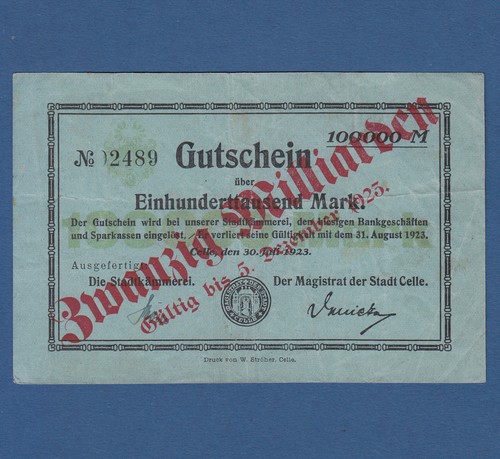 100000 M
№ 02489 Gutschein
über
Einhunderttausend Mark.
Der Gutschein wird bei unserer Stadtkämmerei, den hiesigen Bankgeschäften
und Sparkassen eingelöst. Er verliert seine Gültigkeit mit dem 31. August 1923.
Celle, den 30. Juli 1923.
Ausgefertigt:
Die Stadtkämmerei. Der Magistrat der Stadt Celle.
Druck von W. Ströher, Celle.
Zwanzig Milliarden
Gültig bis 5. Dezember 1923.